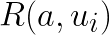 R(a, u_i)